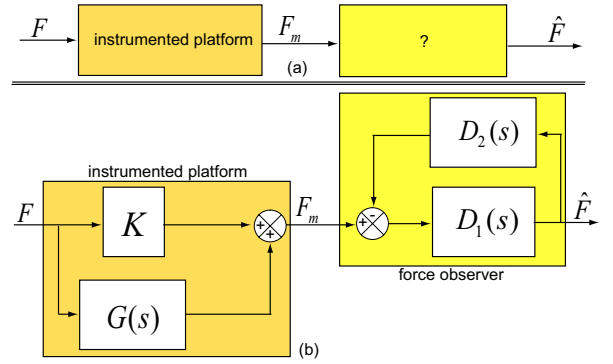 F
instrumented platform
F_m
?
F̂
(a)
instrumented platform
F
K
G(s)
+
+
F_m
(b)
+
-
D_2(s)
D_1(s)
F̂
force observer